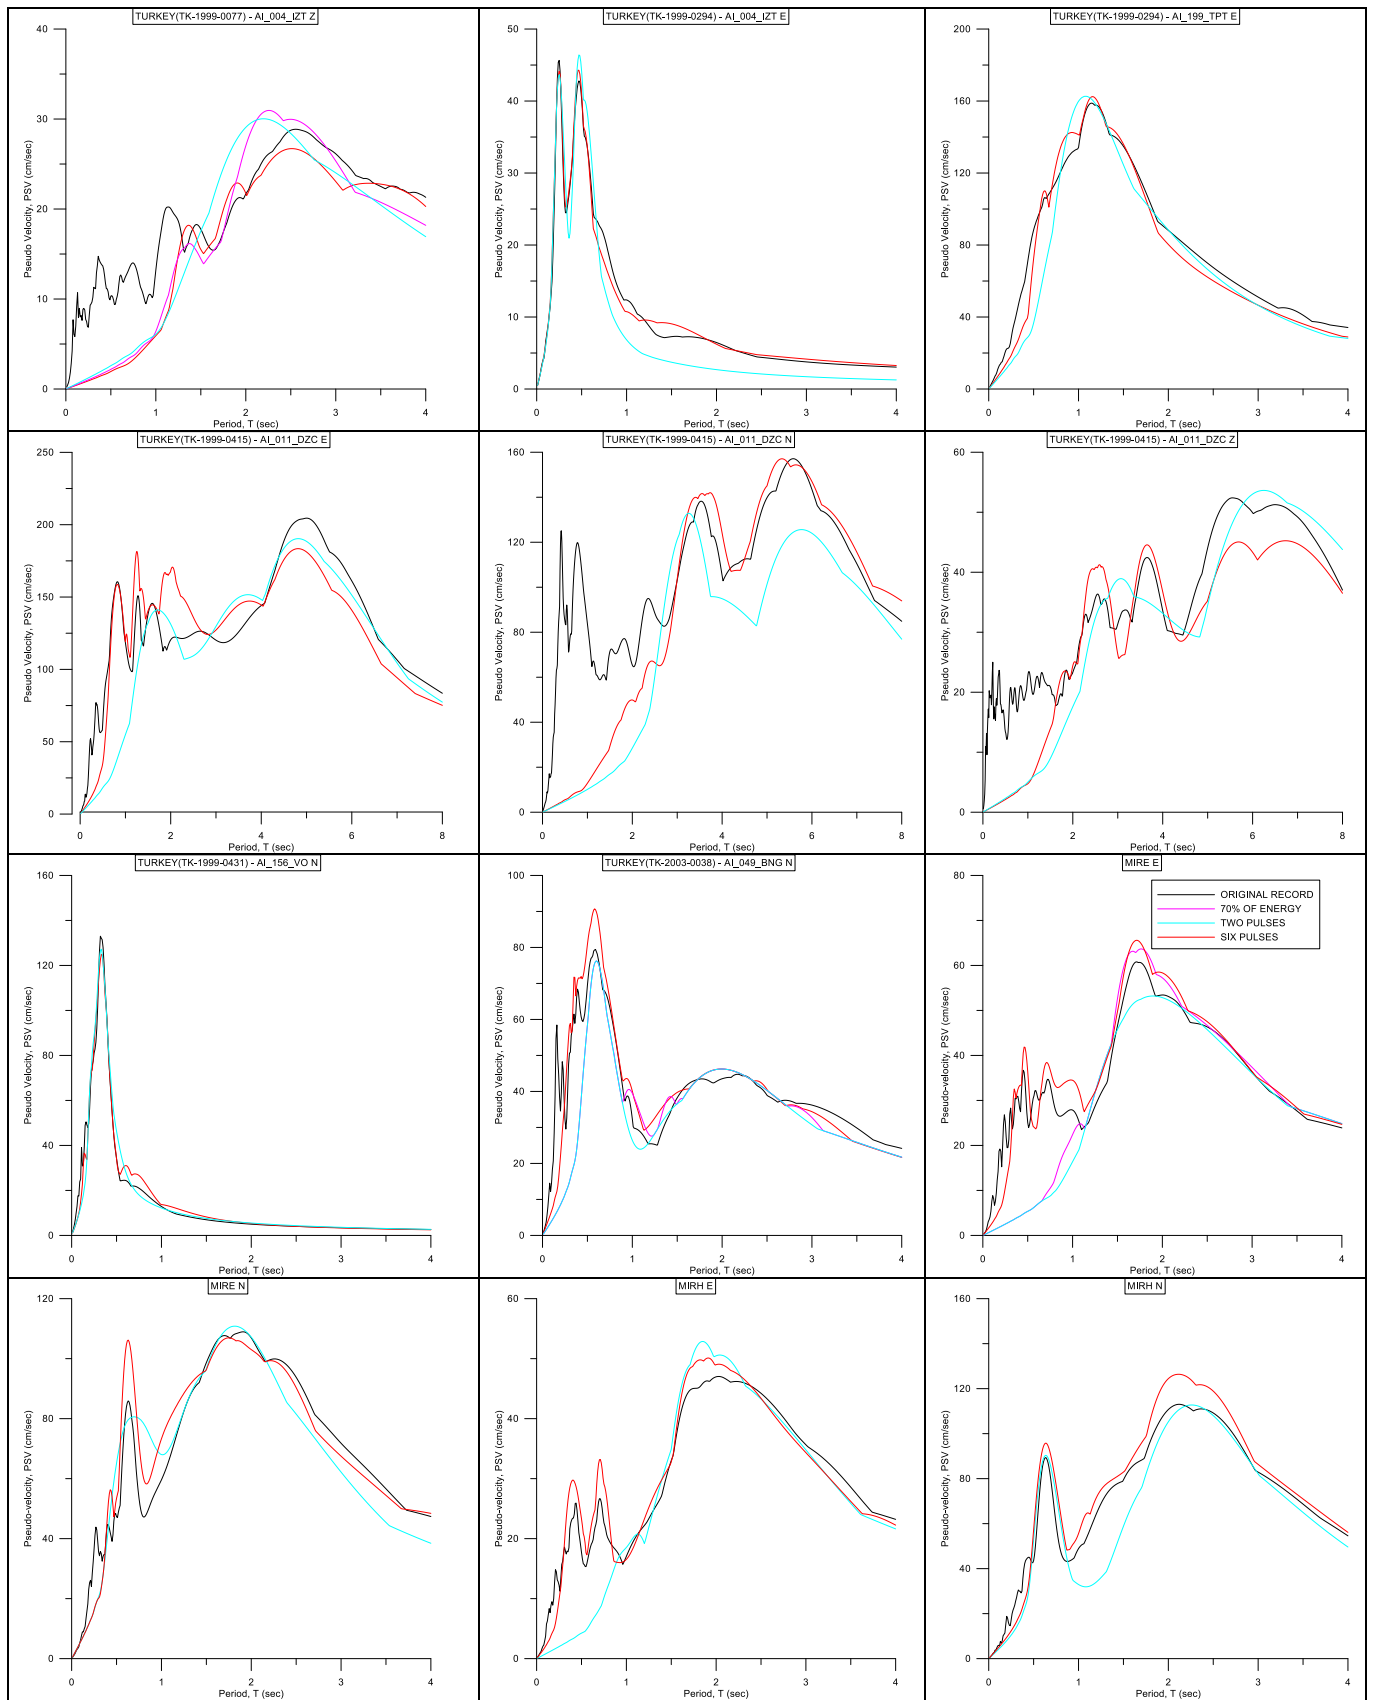 TURKEY(TK-1999-0077) - AI_004_IZT Z
40
30
20
10
0
Pseudo Velocity, PSV (cm/sec)
0 1 2 3 4
Period, T (sec)
TURKEY(TK-1999-0294) - AI_004_IZT E
50
40
30
20
10
0
Pseudo Velocity, PSV (cm/sec)
0 1 2 3 4
Period, T (sec)
TURKEY(TK-1999-0294) - AI_199_TPT E
200
160
120
80
40
0
Pseudo Velocity, PSV (cm/sec)
0 1 2 3 4
Period, T (sec)
TURKEY(TK-1999-0415) - AI_011_DZC E
250
200
150
100
50
0
Pseudo Velocity, PSV (cm/sec)
0 2 4 6 8
Period, T (sec)
TURKEY(TK-1999-0415) - AI_011_DZC N
160
120
80
40
0
Pseudo Velocity, PSV (cm/sec)
0 2 4 6 8
Period, T (sec)
TURKEY(TK-1999-0415) - AI_011_DZC Z
60
40
20
0
Pseudo Velocity, PSV (cm/sec)
0 2 4 6 8
Period, T (sec)
TURKEY(TK-1999-0431) - AI_156_VO N
160
120
80
40
0
Pseudo Velocity, PSV (cm/sec)
0 1 2 3 4
Period, T (sec)
TURKEY(TK-2003-0038) - AI_049_BNG N
100
80
60
40
20
0
Pseudo Velocity, PSV (cm/sec)
0 1 2 3 4
Period, T (sec)
MIRE E
80
60
40
20
0
Pseudo-velocity, PSV (cm/sec)
ORIGINAL RECORD
70% OF ENERGY
TWO PULSES
SIX PULSES
0 1 2 3 4
Period, T (sec)
MIRE N
120
80
40
0
Pseudo-velocity, PSV (cm/sec)
0 1 2 3 4
Period, T (sec)
MIRH E
60
40
20
0
Pseudo-velocity, PSV (cm/sec)
0 1 2 3 4
Period, T (sec)
MIRH N
160
120
80
40
0
Pseudo-velocity, PSV (cm/sec)
0 1 2 3 4
Period, T (sec)